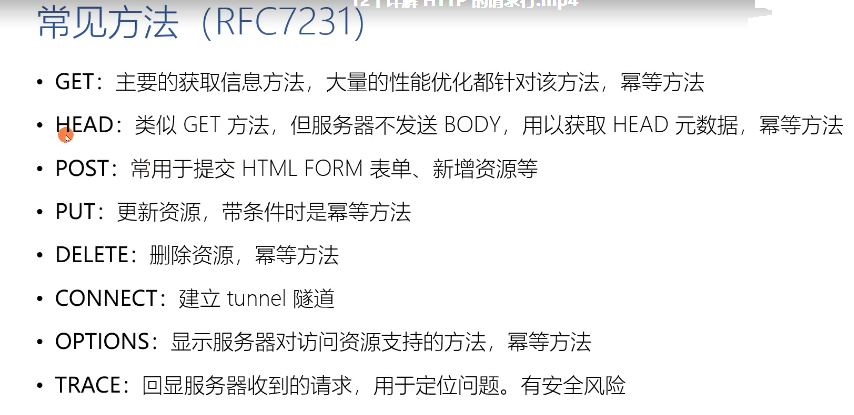 12 详解 HTTP 的请求行.mp4
常见方法（RFC7231)
• GET：主要的获取信息方法，大量的性能优化都针对该方法，幂等方法
• HEAD：类似 GET 方法，但服务器不发送 BODY，用以获取 HEAD 元数据，幂等方法
• POST：常用于提交 HTML FORM 表单、新增资源等
• PUT：更新资源，带条件时是幂等方法
• DELETE：删除资源，幂等方法
• CONNECT：建立 tunnel 隧道
• OPTIONS：显示服务器对访问资源支持的方法，幂等方法
• TRACE：回显服务器收到的请求，用于定位问题。有安全风险